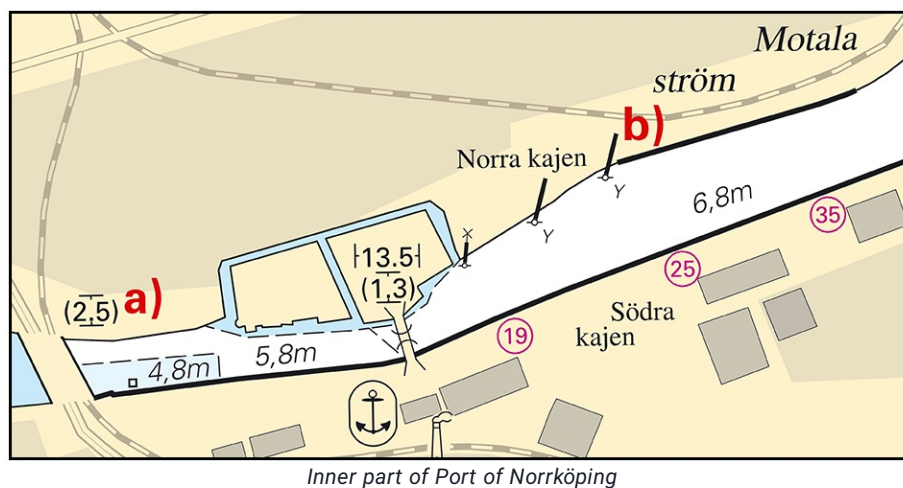 Motala
ström
b)
Norra kajen
Y
Y
X
6,8m
35
25
13.5
(1,3)
(2,5) a)
Södra
kajen
19
5,8m
4,8m
Inner part of Port of Norrköping